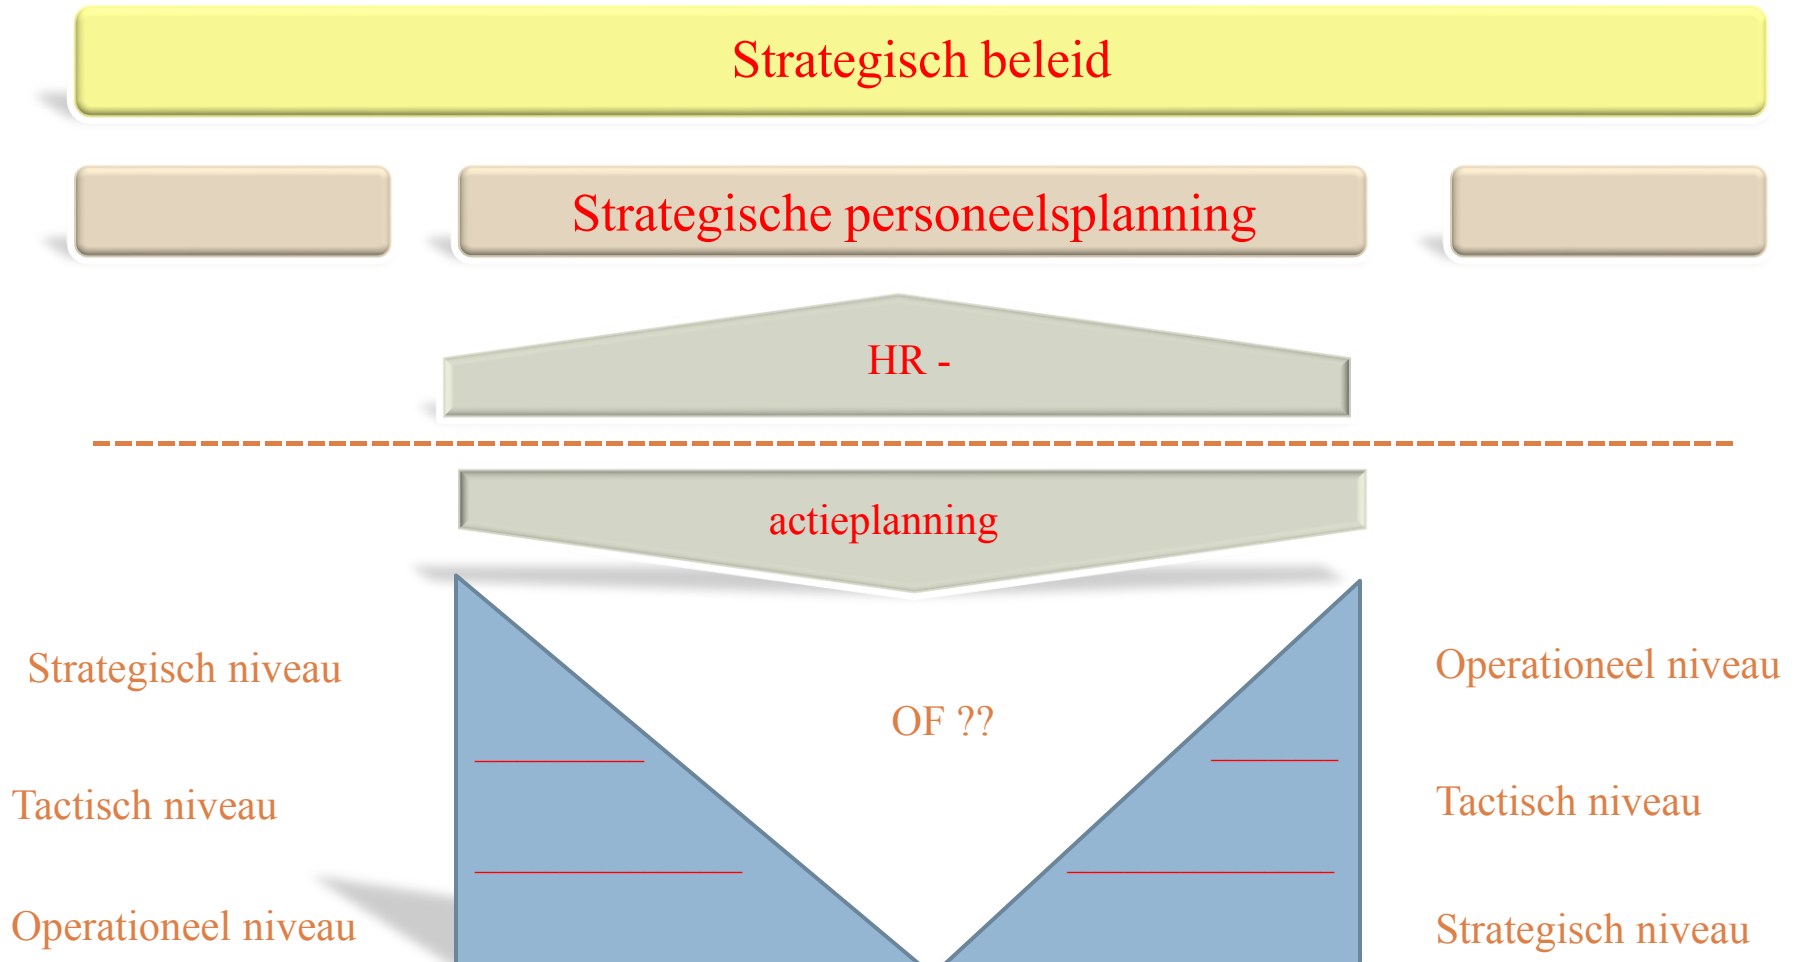 Strategisch beleid
Strategische personeelsplanning
HR -
actieplanning
Strategisch niveau
Operationeel niveau
OF ??
Tactisch niveau
Tactisch niveau
Operationeel niveau
Strategisch niveau